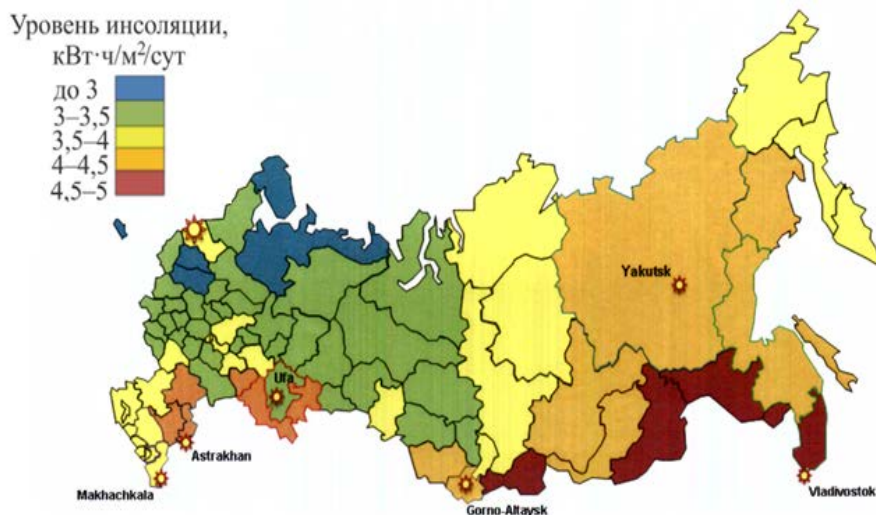 Уровень инсоляции,
кВт·ч/м²/сут
до 3
3–3,5
3,5–4
4–4,5
4,5–5
Yakutsk
Ufa
Astrakhan
Makhachkala
Gorno-Altaysk
Vladivostok